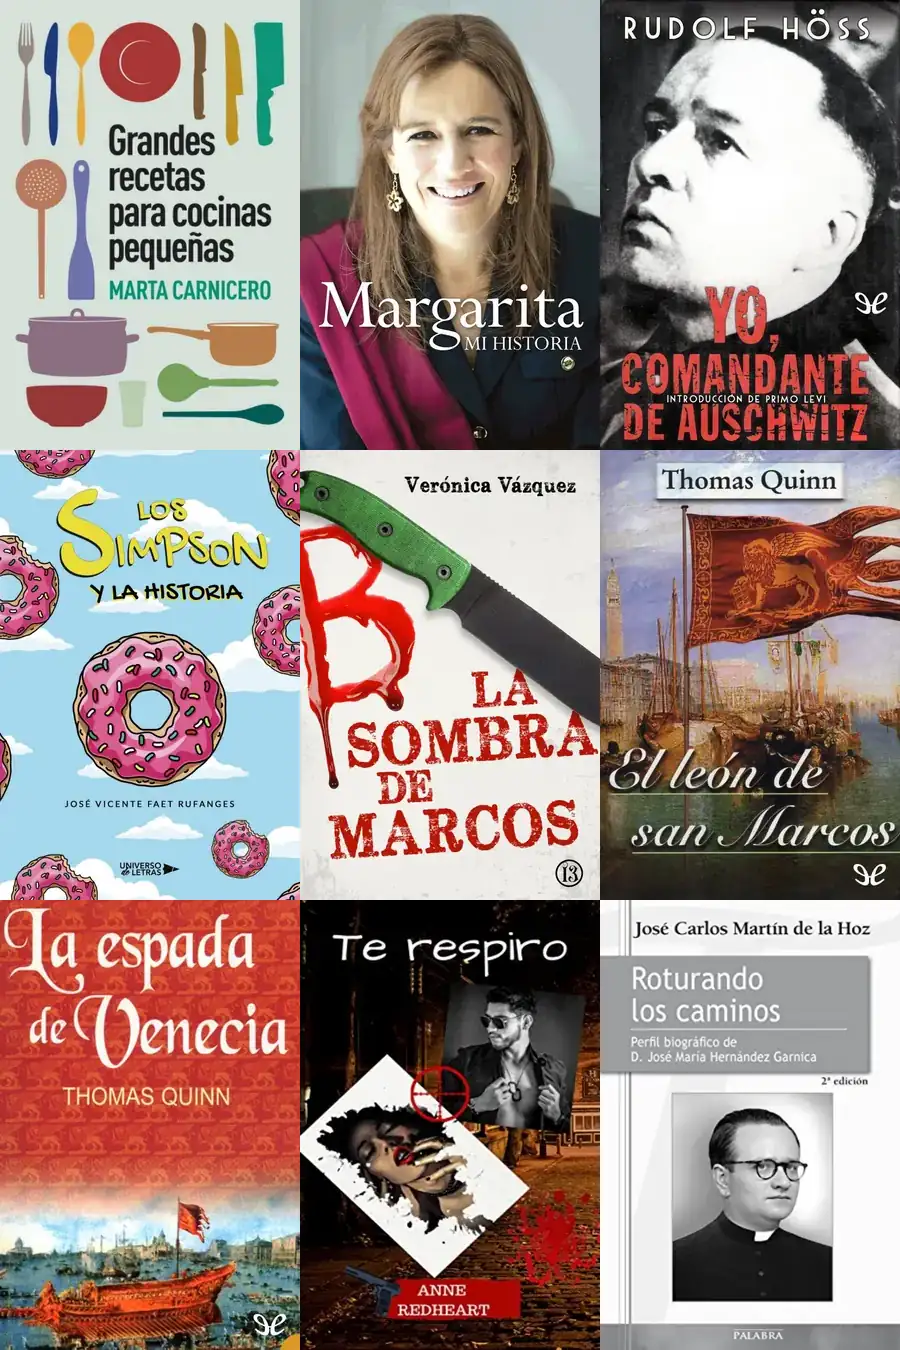 Grandes
recetas
para cocinas
pequeñas
MARTA CARNICERO
Margarita
MI HISTORIA
RUDOLF HÖSS
YO,
COMANDANTE
INTRODUCCIÓN DE PRIMO LEVI
DE AUSCHWITZ
LOS
SIMPSON
Y LA HISTORIA
JOSÉ VICENTE FAET RUFANGES
UNIVERSO
DE LETRAS
Verónica Vázquez
B
LA
SOMBRA
DE
MARCOS
13
Thomas Quinn
El león de
san Marcos
La espada
de Venecia
THOMAS QUINN
Te respiro
ANNE
REDHEART
José Carlos Martín de la Hoz
Roturando
los caminos
Perfil biográfico de
D. José María Hernández Garnica
2ª edición
PALABRA